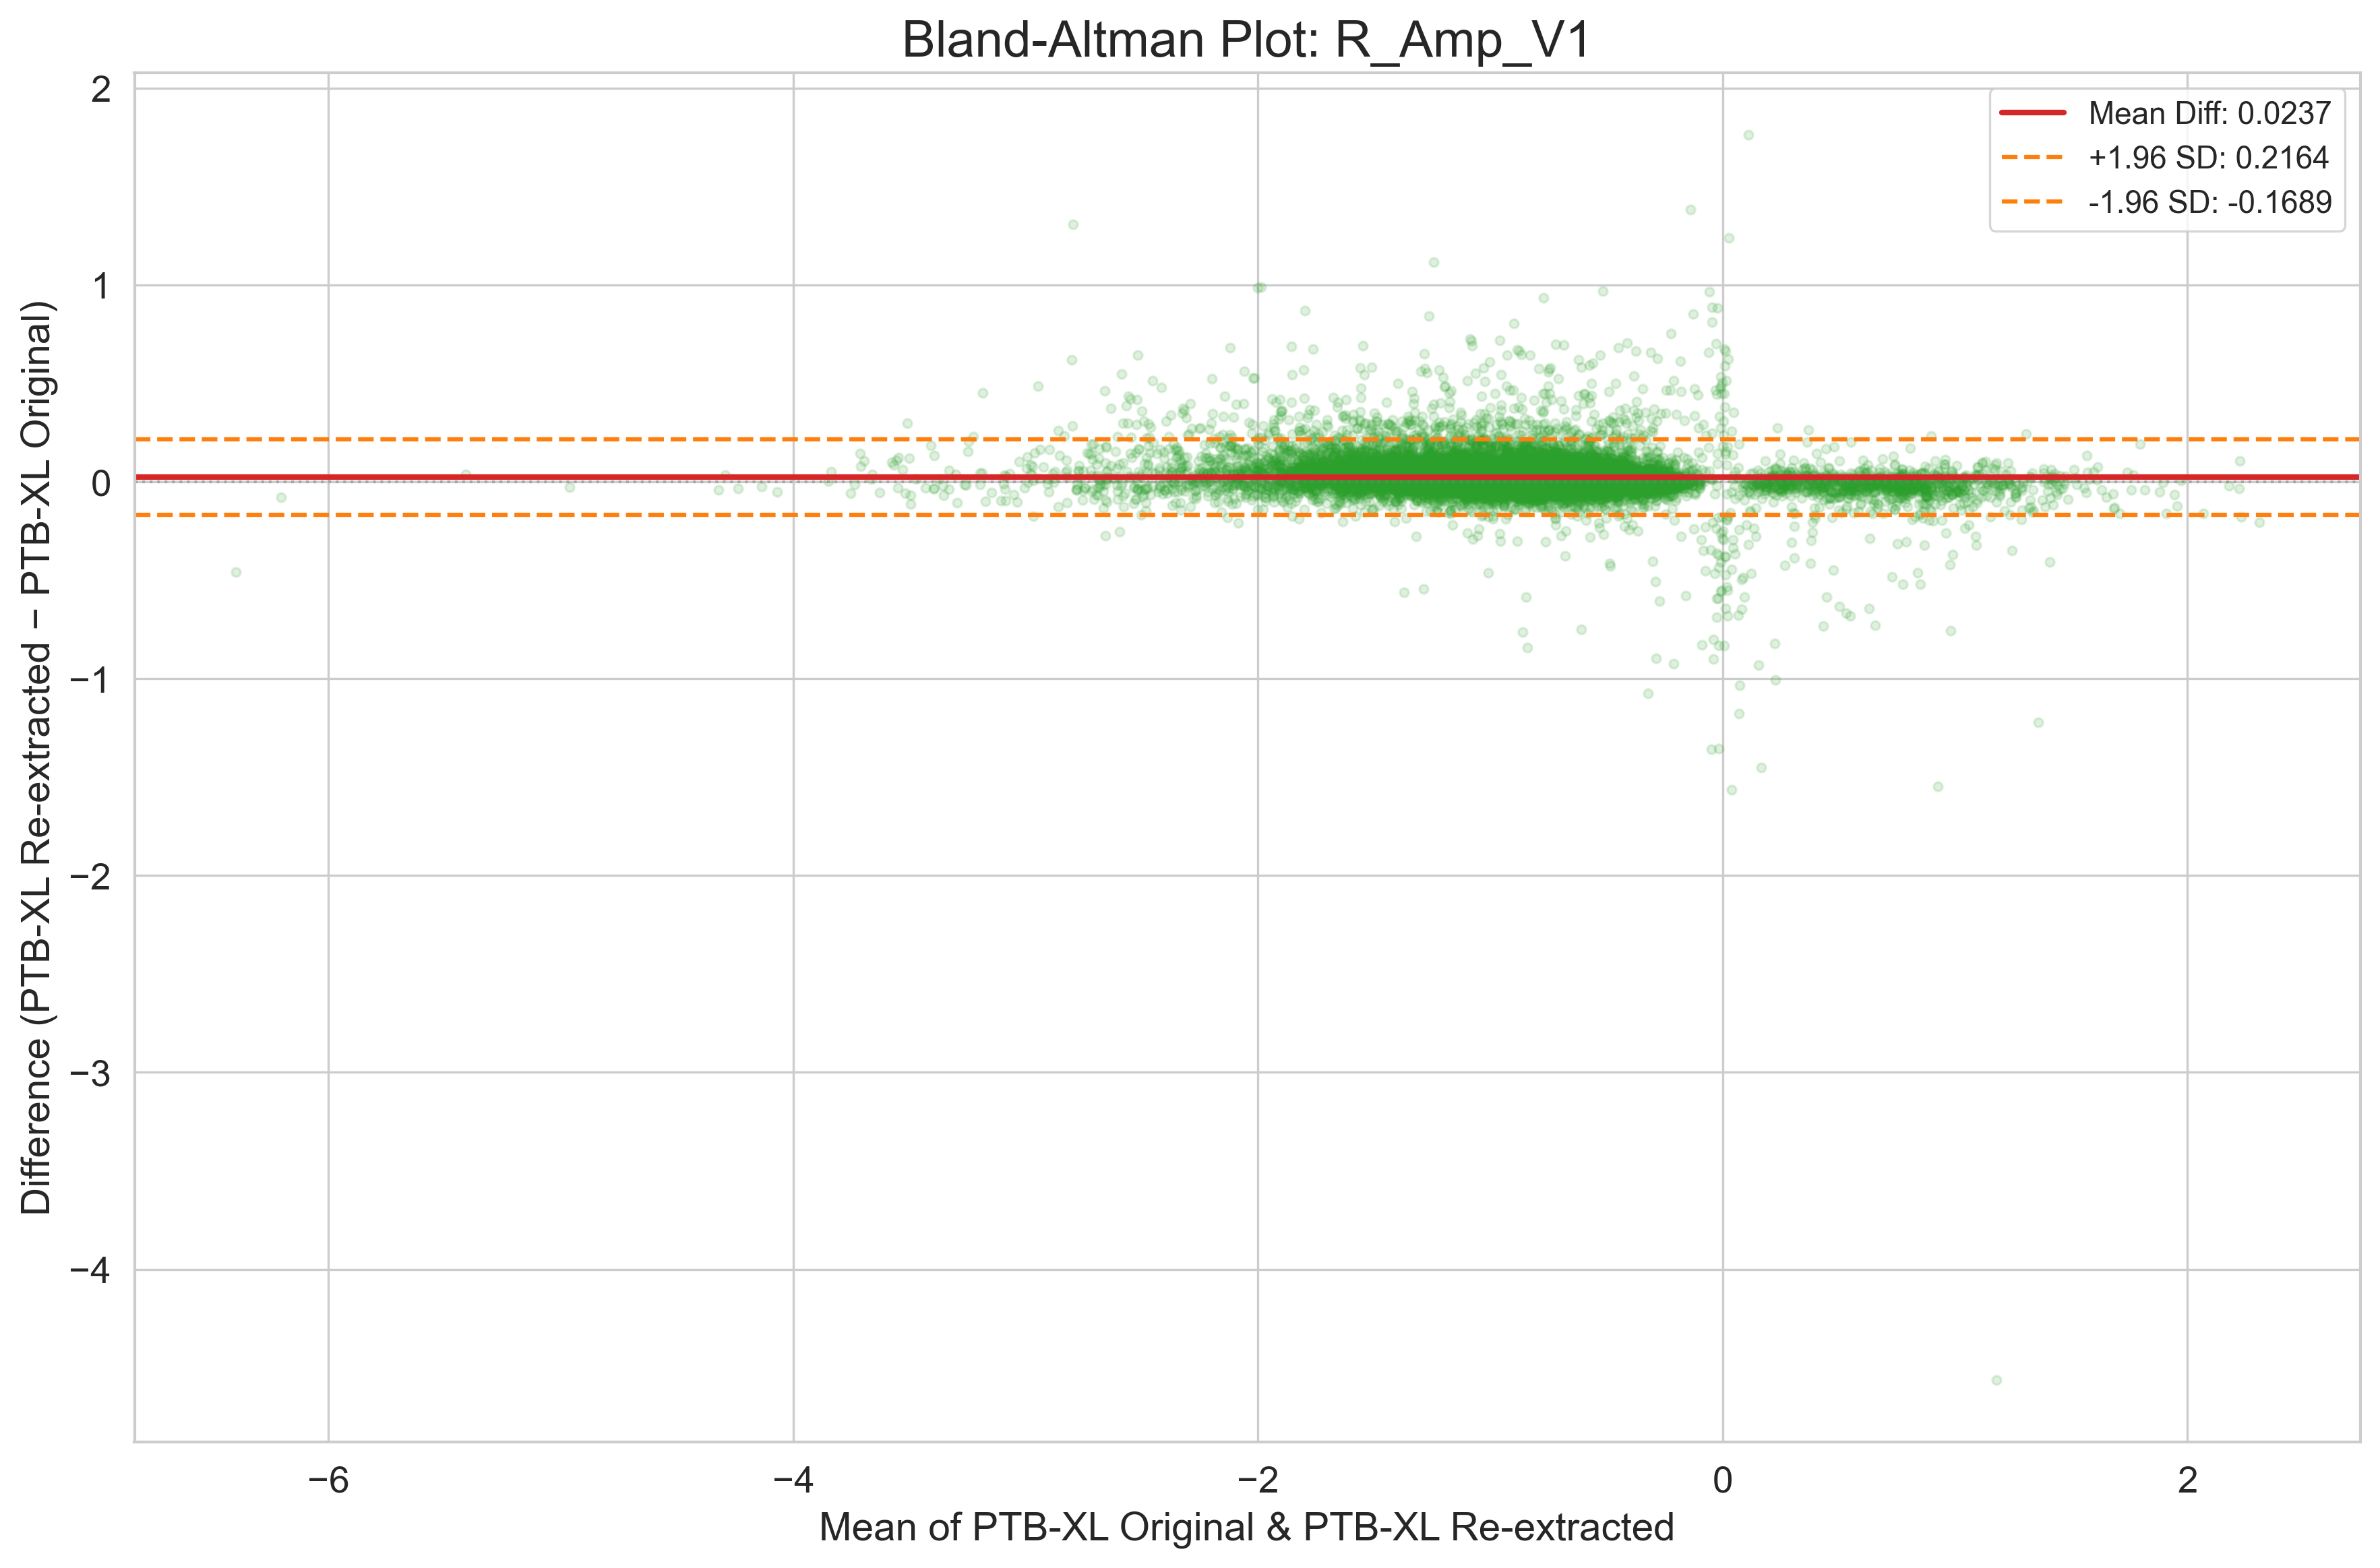 Bland-Altman Plot: R_Amp_V1
Mean Diff: 0.0237
+1.96 SD: 0.2164
-1.96 SD: -0.1689
Difference (PTB-XL Re-extracted − PTB-XL Original)
2
1
0
−1
−2
−3
−4
−6
−4
−2
0
2
Mean of PTB-XL Original & PTB-XL Re-extracted